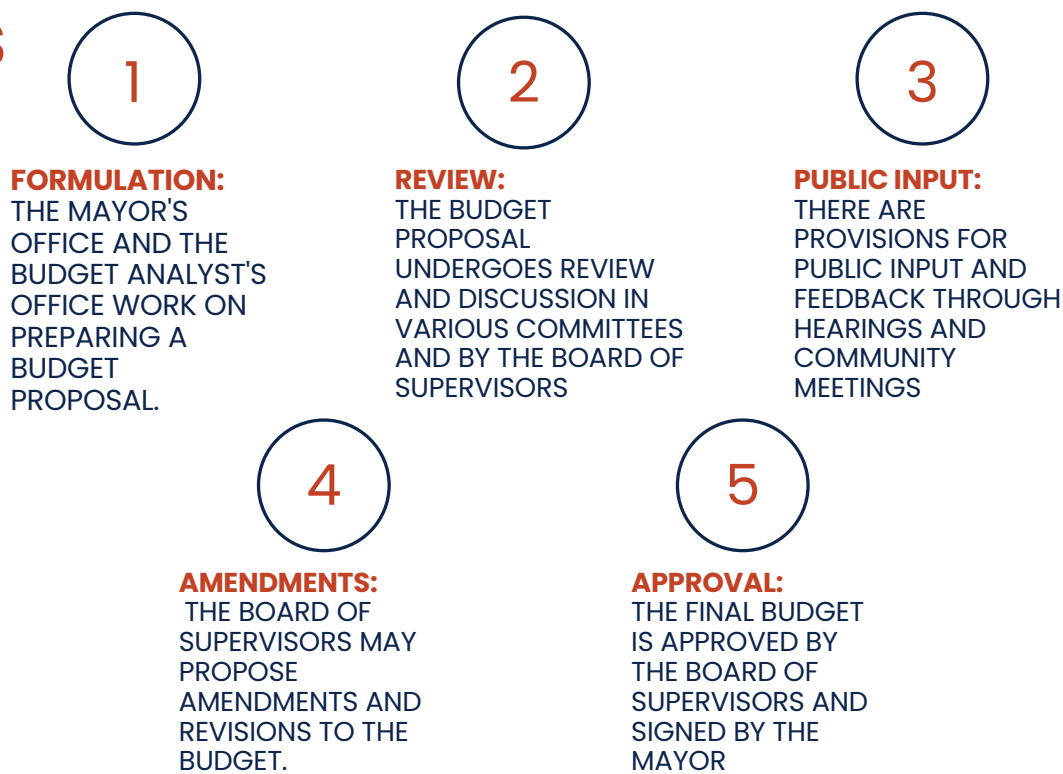 S
1
FORMULATION:
THE MAYOR'S
OFFICE AND THE
BUDGET ANALYST'S
OFFICE WORK ON
PREPARING A
BUDGET
PROPOSAL.
2
REVIEW:
THE BUDGET
PROPOSAL
UNDERGOES REVIEW
AND DISCUSSION IN
VARIOUS COMMITTEES
AND BY THE BOARD OF
SUPERVISORS
3
PUBLIC INPUT:
THERE ARE
PROVISIONS FOR
PUBLIC INPUT AND
FEEDBACK THROUGH
HEARINGS AND
COMMUNITY
MEETINGS
4
AMENDMENTS:
THE BOARD OF
SUPERVISORS MAY
PROPOSE
AMENDMENTS AND
REVISIONS TO THE
BUDGET.
5
APPROVAL:
THE FINAL BUDGET
IS APPROVED BY
THE BOARD OF
SUPERVISORS AND
SIGNED BY THE
MAYOR